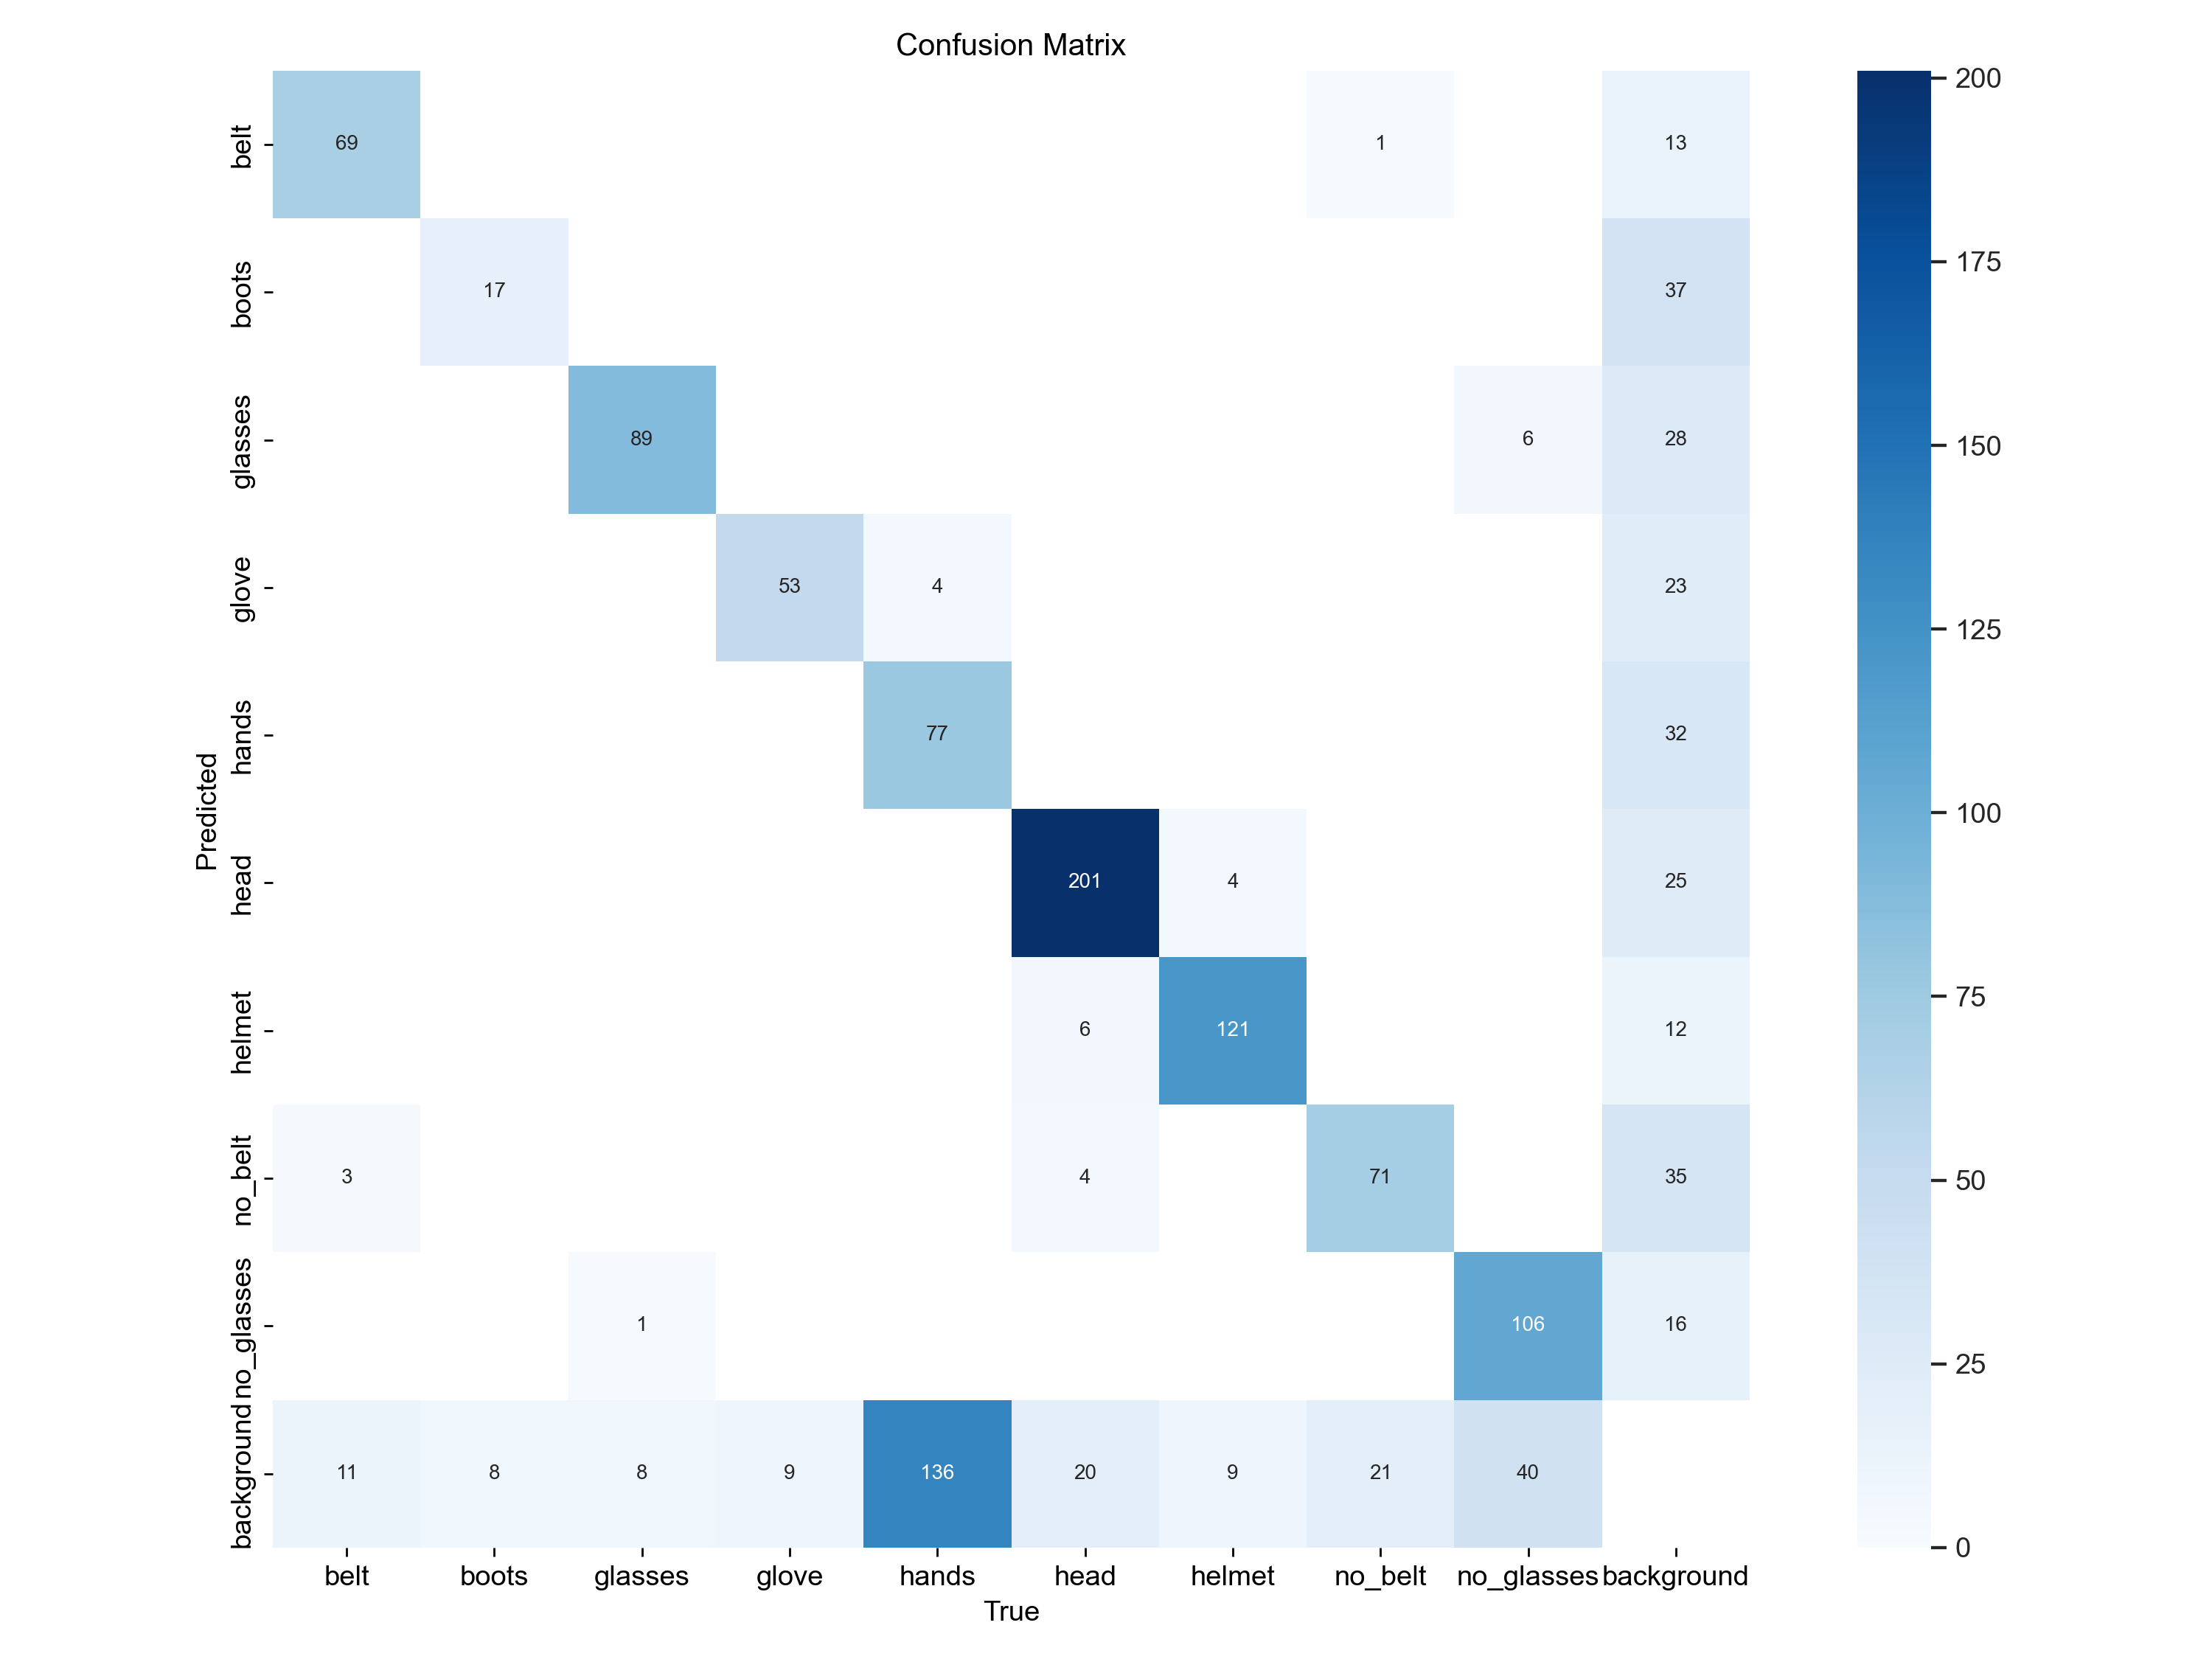 Confusion Matrix
belt 69 1 13
boots 17 37
glasses 89 6 28
glove 53 4 23
hands 77 32
head 201 4 25
helmet 6 121 12
no_belt 3 4 71 35
no_glasses 1 106 16
background 11 8 8 9 136 20 9 21 40
belt boots glasses glove hands head helmet no_belt no_glasses background
True
Predicted
200
175
150
125
100
75
50
25
0